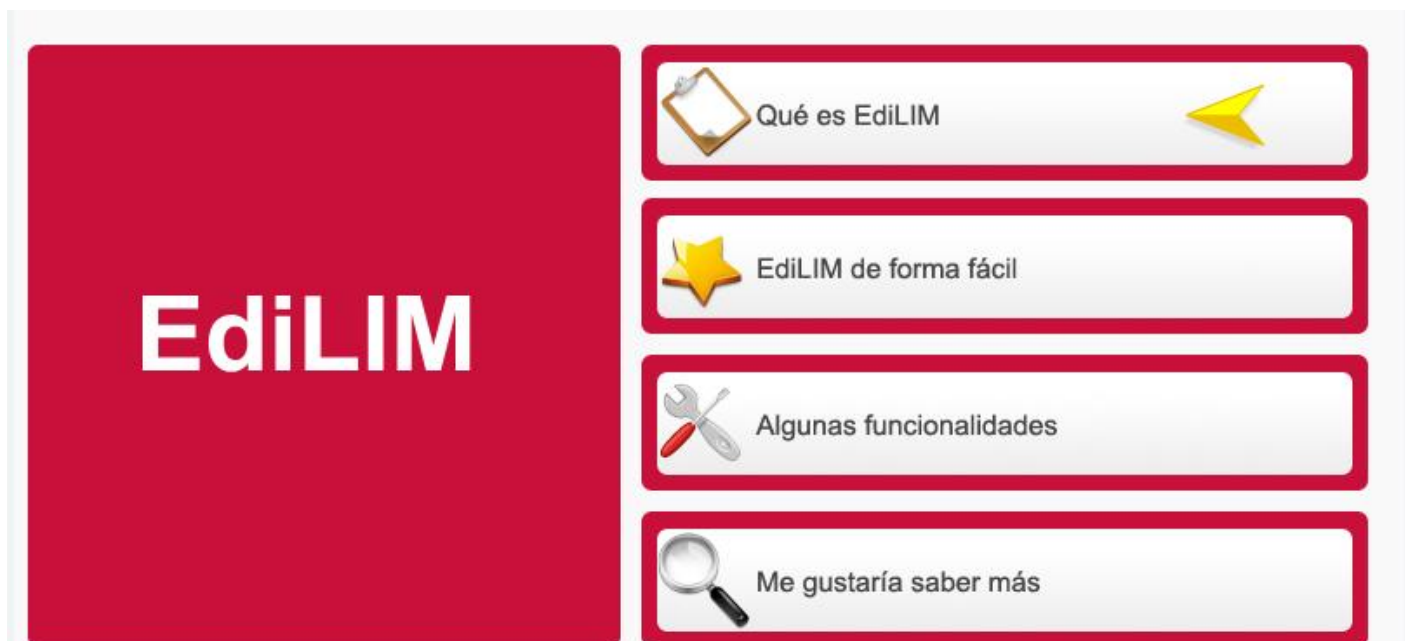 EdiLIM
Qué es EdiLIM
EdiLIM de forma fácil
Algunas funcionalidades
Me gustaría saber más